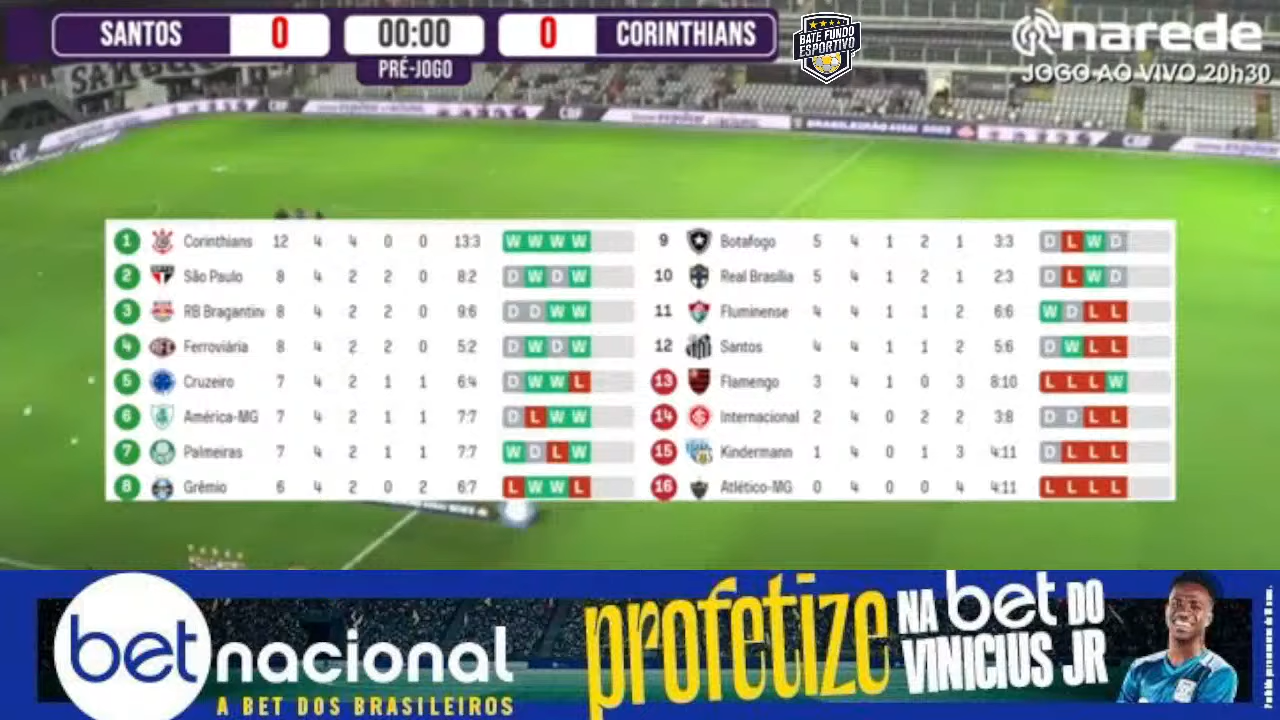 SANTOS 0 00:00 0 CORINTHIANS
PRÉ-JOGO
BATE FUNDO
ESPORTIVO
narede
JOGO AO VIVO 20h30
1 Corinthians 12 4 4 0 0 13:3 W W W W
2 São Paulo 8 4 2 2 0 8:2 D W D W
3 RB Bragantin 8 4 2 2 0 9:6 D D W W
4 Ferroviária 8 4 2 2 0 5:2 D W D W
5 Cruzeiro 7 4 2 1 1 6:4 D W W L
6 América-MG 7 4 2 1 1 7:7 D L W W
7 Palmeiras 7 4 2 1 1 7:7 W D L W
8 Grêmio 6 4 2 0 2 6:7 L W W L
9 Botafogo 5 4 1 2 1 3:3 D L W D
10 Real Brasília 5 4 1 2 1 2:3 D L W D
11 Fluminense 4 4 1 1 2 6:6 W D L L
12 Santos 4 4 1 1 2 5:6 D W L L
13 Flamengo 3 4 1 0 3 8:10 L L L W
14 Internacional 2 4 0 2 2 3:8 D D L L
15 Kindermann 1 4 0 1 3 4:11 D L L L
16 Atlético-MG 0 4 0 0 4 4:11 L L L L
betnacional
A BET DOS BRASILEIROS
profetize
NA bet DO
VINICIUS JR